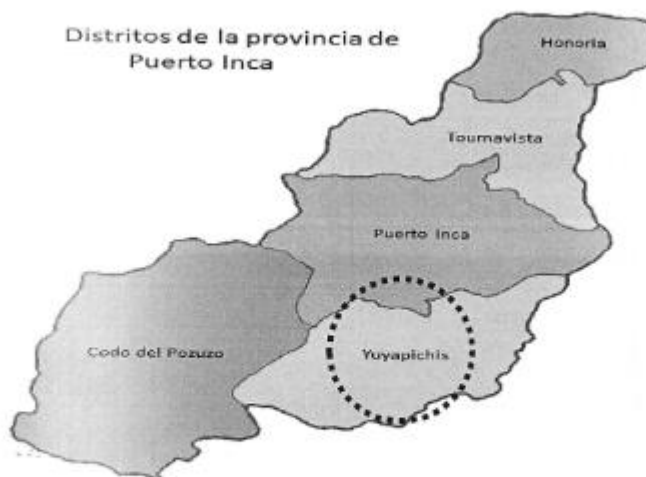 Distritos de la provincia de
Puerto Inca
Honoria
Tournavista
Puerto Inca
Codo del Pozuzo
Yuyapichis